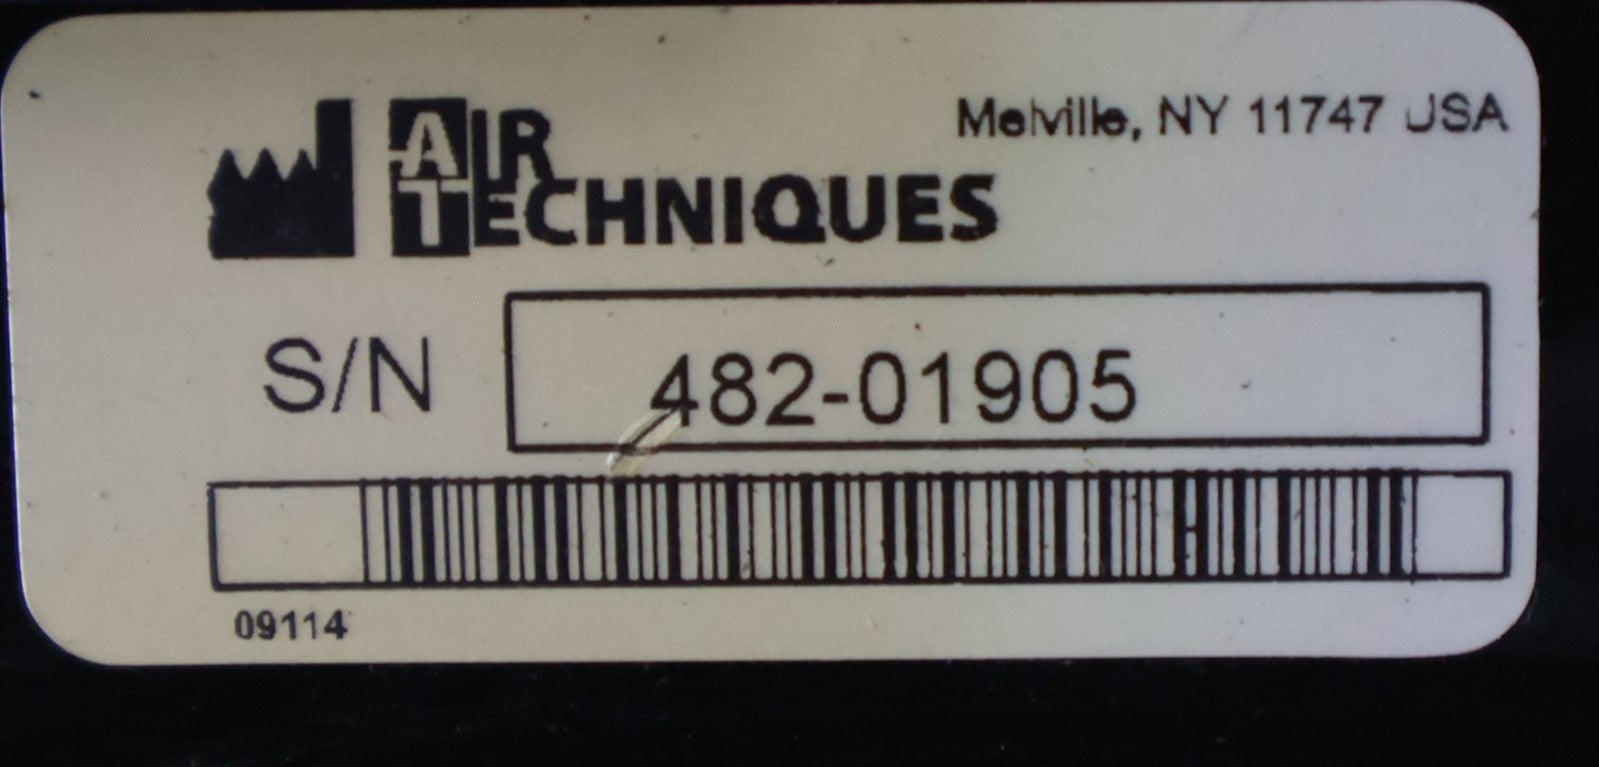 Melville, NY 11747 USA
AIR
TECHNIQUES
S/N 482-01905
09114